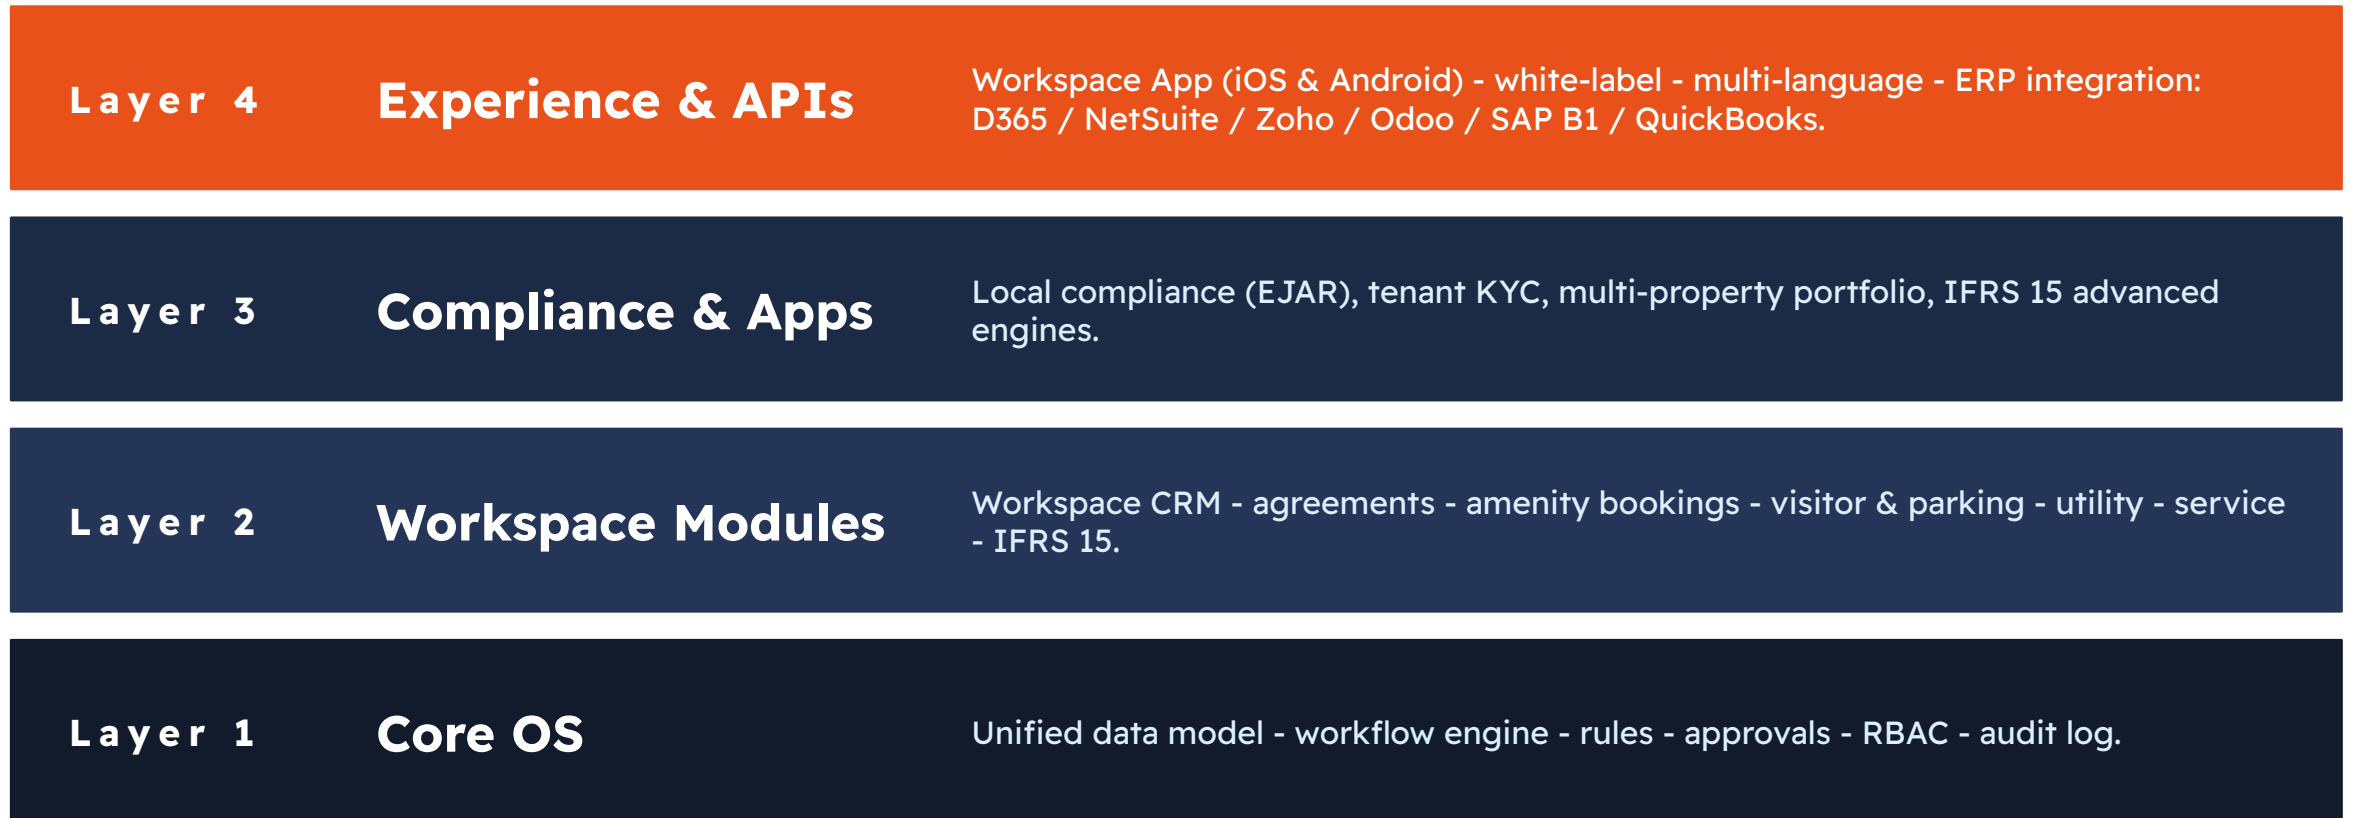 Layer 4
Experience & APIs
Workspace App (iOS & Android) - white-label - multi-language - ERP integration:
D365 / NetSuite / Zoho / Odoo / SAP B1 / QuickBooks.
Layer 3
Compliance & Apps
Local compliance (EJAR), tenant KYC, multi-property portfolio, IFRS 15 advanced
engines.
Layer 2
Workspace Modules
Workspace CRM - agreements - amenity bookings - visitor & parking - utility - service
- IFRS 15.
Layer 1
Core OS
Unified data model - workflow engine - rules - approvals - RBAC - audit log.